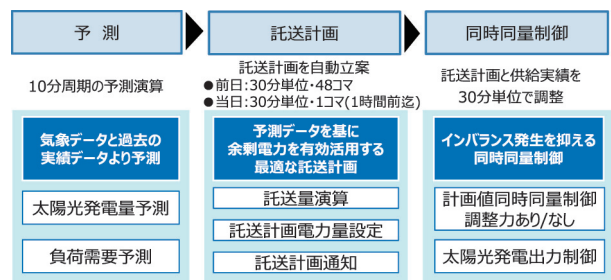 予 測
託送計画
同時同量制御
10分周期の予測演算
託送計画を自動立案
●前日:30分単位・48コマ
●当日:30分単位・1コマ(1時間前迄)
託送計画と供給実績を
30分単位で調整
気象データと過去の
実績データより予測
予測データを基に
余剰電力を有効活用する
最適な託送計画
インバランス発生を抑える
同時同量制御
太陽光発電量予測
負荷需要予測
託送量演算
託送計画電力量設定
託送計画通知
計画値同時同量制御
調整力あり/なし
太陽光発電出力制御